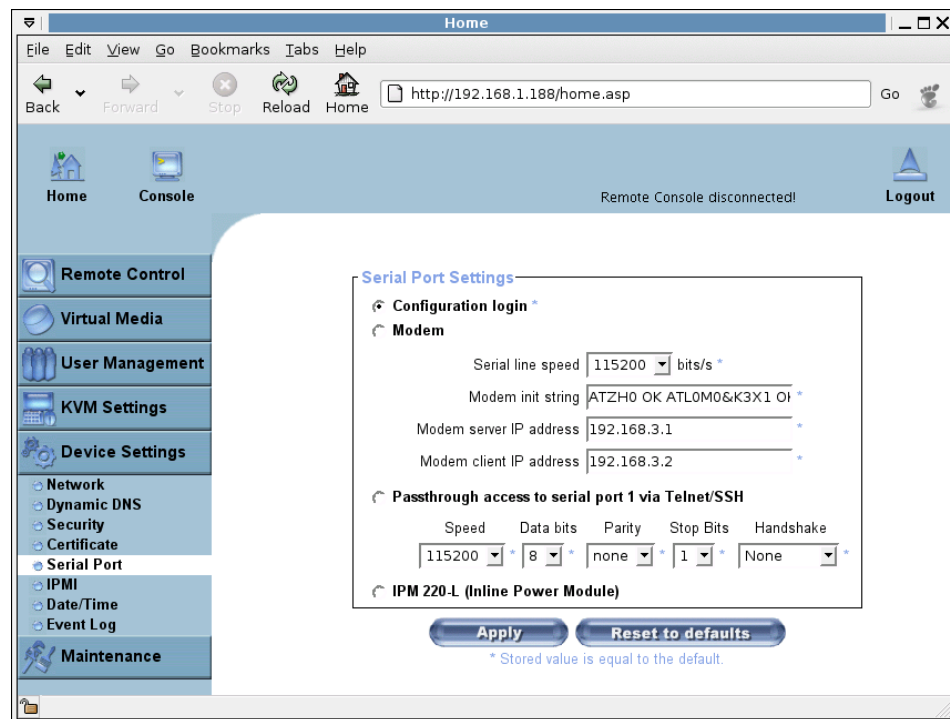 Home
File Edit View Go Bookmarks Tabs Help
Back Forward Stop Reload Home http://192.168.1.188/home.asp Go
Home Console Remote Console disconnected! Logout
Remote Control
Virtual Media
User Management
KVM Settings
Device Settings
Network
Dynamic DNS
Security
Certificate
Serial Port
IPMI
Date/Time
Event Log
Maintenance
Serial Port Settings
Configuration login *
Modem
Serial line speed 115200 bits/s *
Modem init string ATZH0 OK ATL0M0&K3X1 *
Modem server IP address 192.168.3.1 *
Modem client IP address 192.168.3.2 *
Passthrough access to serial port 1 via Telnet/SSH
Speed Data bits Parity Stop Bits Handshake
115200 * 8 * none * 1 * None *
IPM 220-L (Inline Power Module)
Apply Reset to defaults
* Stored value is equal to the default.